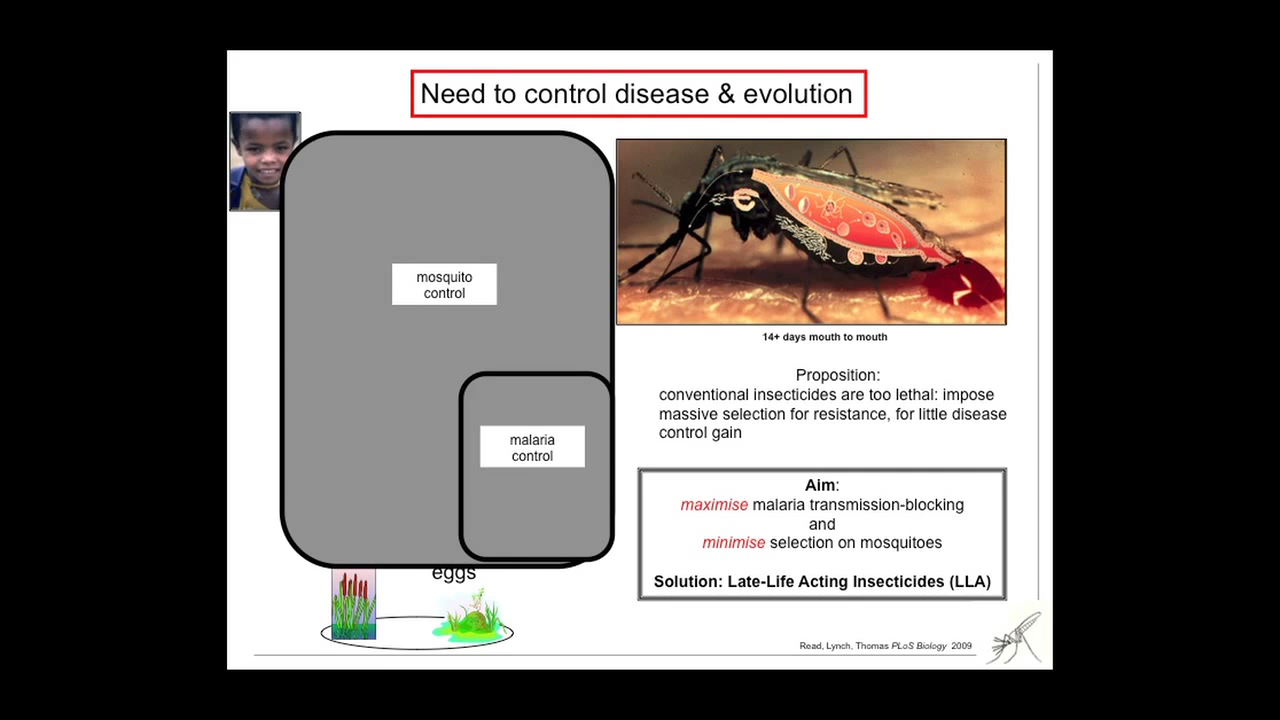 Need to control disease & evolution
mosquito
control
malaria
control
eggs
14+ days mouth to mouth
Proposition:
conventional insecticides are too lethal: impose
massive selection for resistance, for little disease
control gain
Aim:
maximise malaria transmission-blocking
and
minimise selection on mosquitoes
Solution: Late-Life Acting Insecticides (LLA)
Read, Lynch, Thomas PLoS Biology 2009